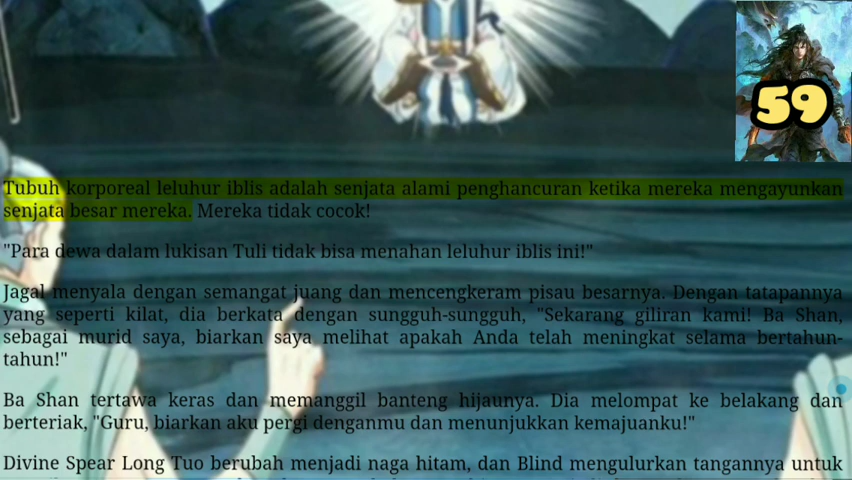 59
Tubuh korporeal leluhur iblis adalah senjata alami penghancuran ketika mereka mengayunkan
senjata besar mereka. Mereka tidak cocok!
"Para dewa dalam lukisan Tuli tidak bisa menahan leluhur iblis ini!"
Jagal menyala dengan semangat juang dan mencengkeram pisau besarnya. Dengan tatapannya
yang seperti kilat, dia berkata dengan sungguh-sungguh, "Sekarang giliran kami! Ba Shan,
sebagai murid saya, biarkan saya melihat apakah Anda telah meningkat selama bertahun-
tahun!"
Ba Shan tertawa keras dan memanggil banteng hijaunya. Dia melompat ke belakang dan
berteriak, "Guru, biarkan aku pergi denganmu dan menunjukkan kemajuanku!"
Divine Spear Long Tuo berubah menjadi naga hitam, dan Blind mengulurkan tangannya untuk